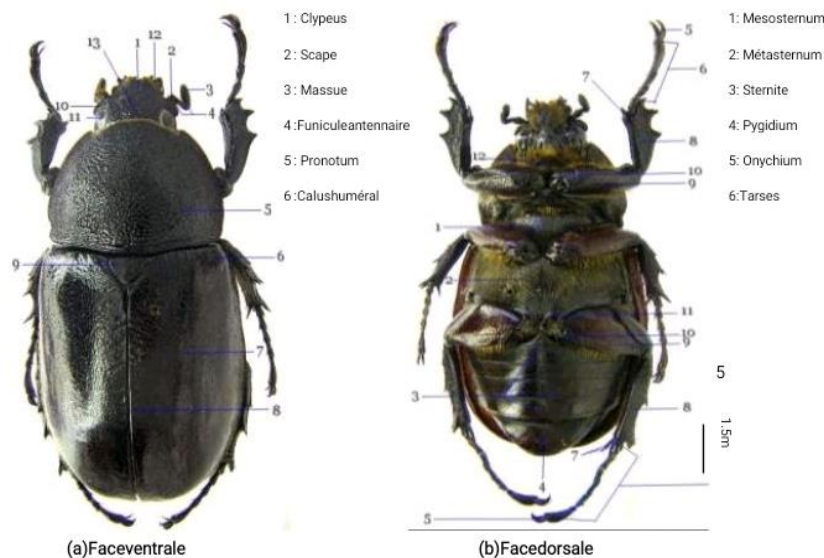 1 : Clypeus
2 : Scape
3 : Massue
4 :Funiculeantennaire
5 : Pronotum
6 :Calushuméral
13
1
12
2
3
10
4
11
5
9
6
7
8
(a)Faceventrale
1: Mesosternum
2: Métasternum
3: Sternite
4: Pygidium
5: Onychium
6:Tarses
5
7
6
8
12
10
9
1
2
11
10
9
3
8
7
4
5
5
1.5m
(b)Facedorsale